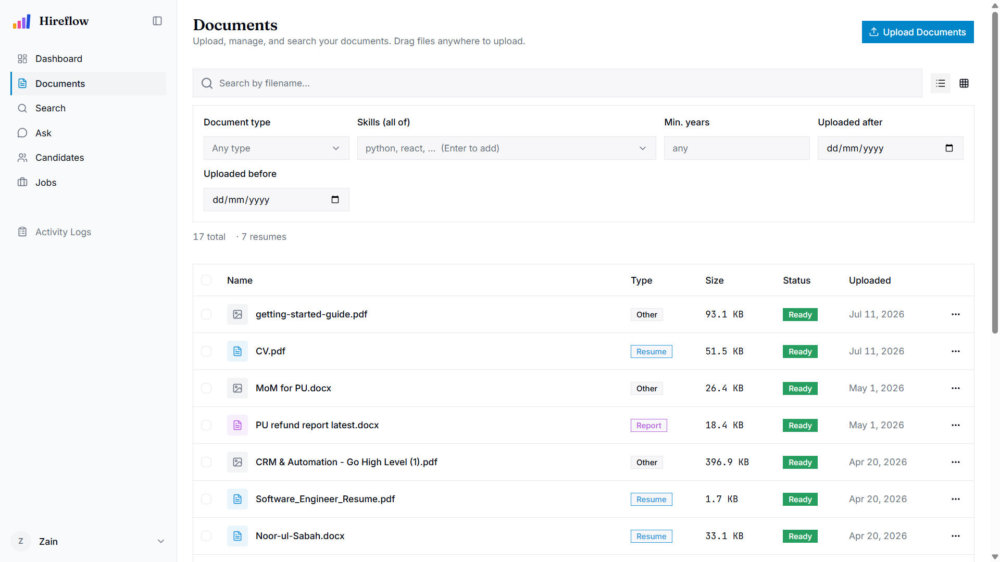 Hireflow
Dashboard
Documents
Search
Ask
Candidates
Jobs
Activity Logs
Z Zain
Documents
Upload, manage, and search your documents. Drag files anywhere to upload.
Upload Documents
Search by filename...
Document type Skills (all of) Min. years Uploaded after
Any type python, react, ... (Enter to add) any dd/mm/yyyy
Uploaded before
dd/mm/yyyy
17 total · 7 resumes
Name Type Size Status Uploaded
getting-started-guide.pdf Other 93.1 KB Ready Jul 11, 2026
CV.pdf Resume 51.5 KB Ready Jul 11, 2026
MoM for PU.docx Other 26.4 KB Ready May 1, 2026
PU refund report latest.docx Report 18.4 KB Ready May 1, 2026
CRM & Automation - Go High Level (1).pdf Other 396.9 KB Ready Apr 20, 2026
Software_Engineer_Resume.pdf Resume 1.7 KB Ready Apr 20, 2026
Noor-ul-Sabah.docx Resume 33.1 KB Ready Apr 20, 2026